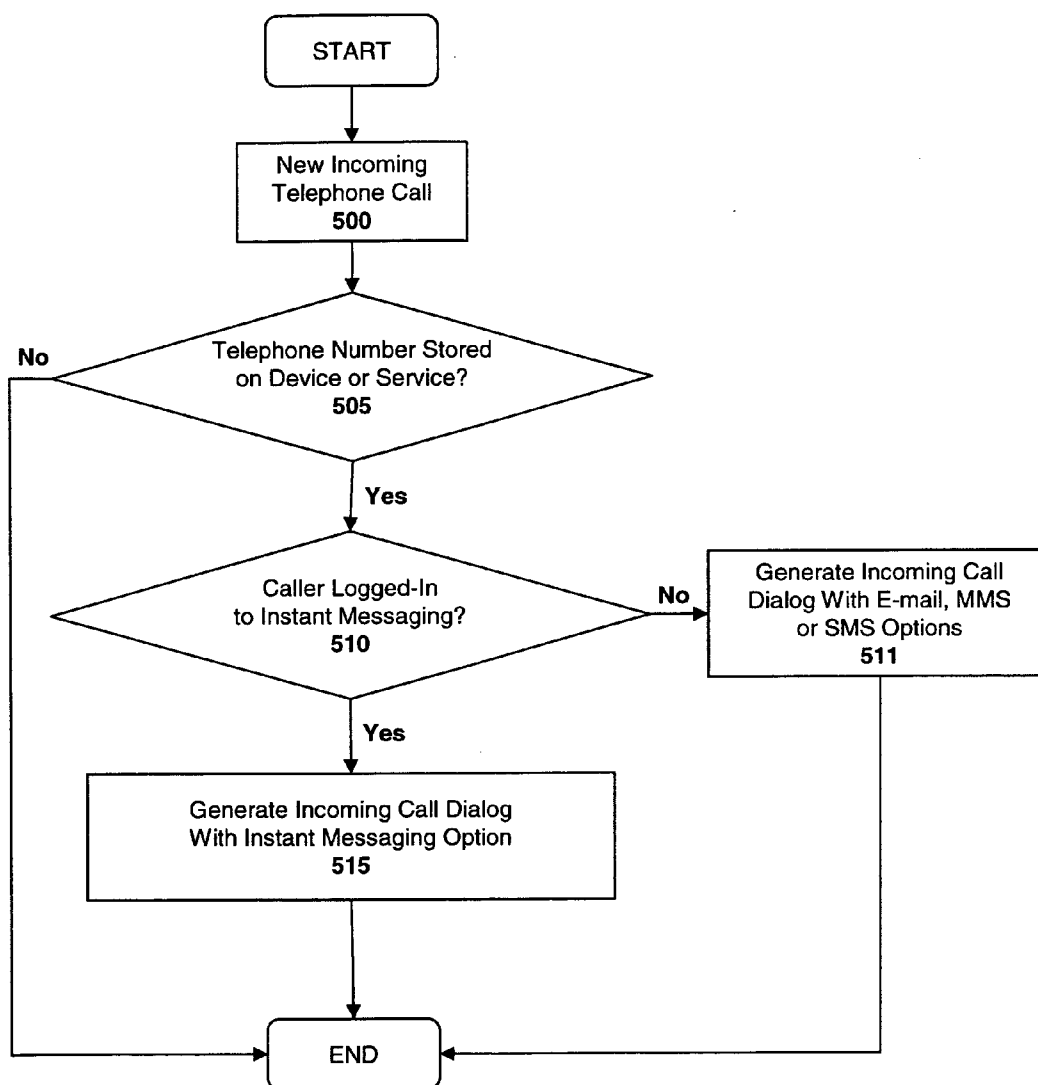 START
New Incoming
Telephone Call
500
No
Telephone Number Stored
on Device or Service?
505
Yes
Caller Logged-In
to Instant Messaging?
510
No
Generate Incoming Call
Dialog With E-mail, MMS
or SMS Options
511
Yes
Generate Incoming Call Dialog
With Instant Messaging Option
515
END